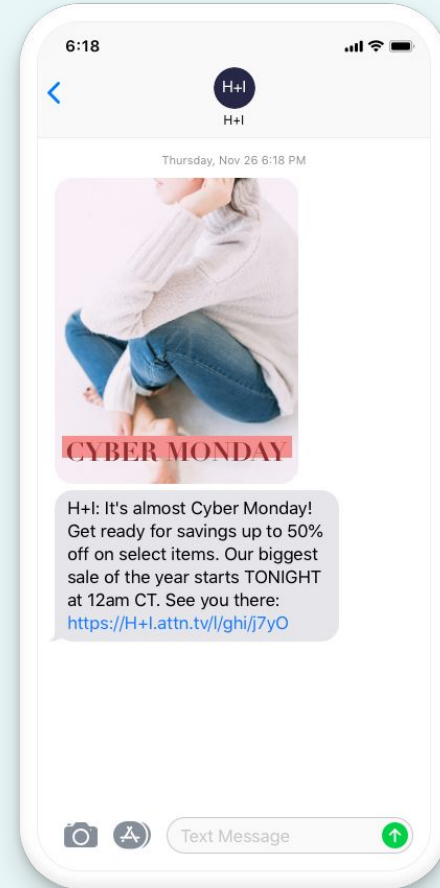 6:18
H+I
H+I
Thursday, Nov 26 6:18 PM
CYBER MONDAY
H+I: It's almost Cyber Monday!
Get ready for savings up to 50%
off on select items. Our biggest
sale of the year starts TONIGHT
at 12am CT. See you there:
https://H+I.attn.tv/l/ghi/j7yO
Text Message